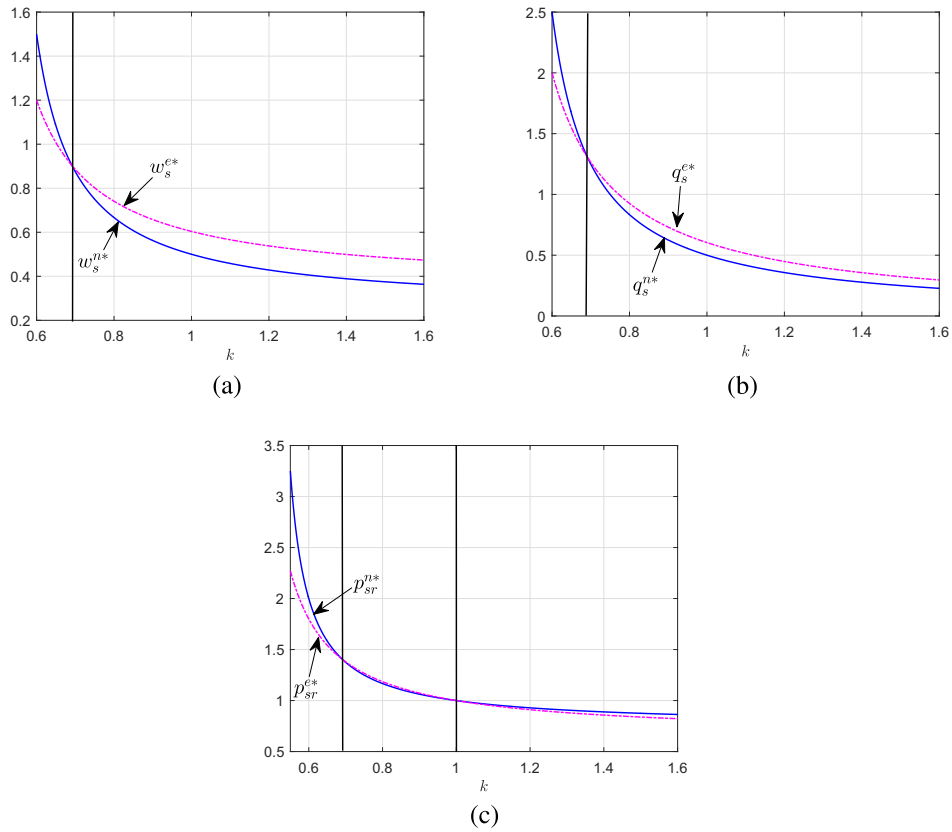 1.6
1.4
1.2
1
0.8
0.6
0.4
0.2
0.6 0.8 1 1.2 1.4 1.6
k
w_s^{e*}
w_s^{n*}
(a)
2.5
2
1.5
1
0.5
0
0.6 0.8 1 1.2 1.4 1.6
k
q_s^{e*}
q_s^{n*}
(b)
3.5
3
2.5
2
1.5
1
0.5
0.6 0.8 1 1.2 1.4 1.6
k
p_{sr}^{n*}
p_{sr}^{e*}
(c)